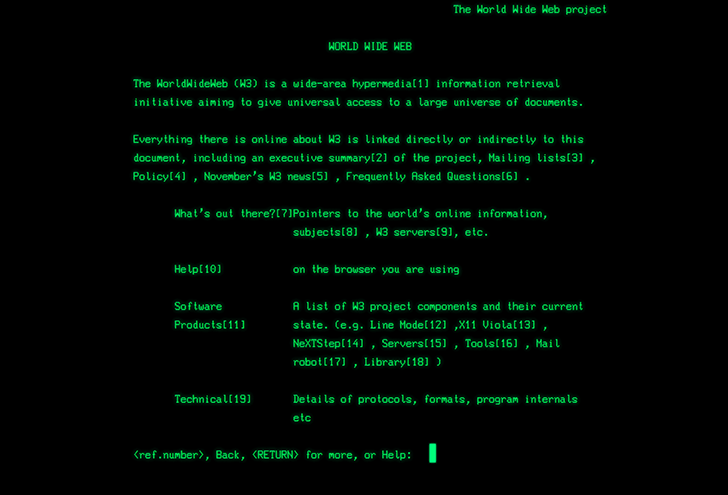 The World Wide Web project
WORLD WIDE WEB
The WorldWideWeb (W3) is a wide-area hypermedia[1] information retrieval
initiative aiming to give universal access to a large universe of documents.
Everything there is online about W3 is linked directly or indirectly to this
document, including an executive summary[2] of the project, Mailing lists[3] ,
Policy[4] , November's W3 news[5] , Frequently Asked Questions[6] .
What's out there?[7]Pointers to the world's online information,
subjects[8] , W3 servers[9], etc.
Help[10] on the browser you are using
Software A list of W3 project components and their current
Products[11] state. (e.g. Line Mode[12] ,X11 Viola[13] ,
NeXTStep[14] , Servers[15] , Tools[16] , Mail
robot[17] , Library[18] )
Technical[19] Details of protocols, formats, program internals
etc
<ref.number>, Back, <RETURN> for more, or Help: